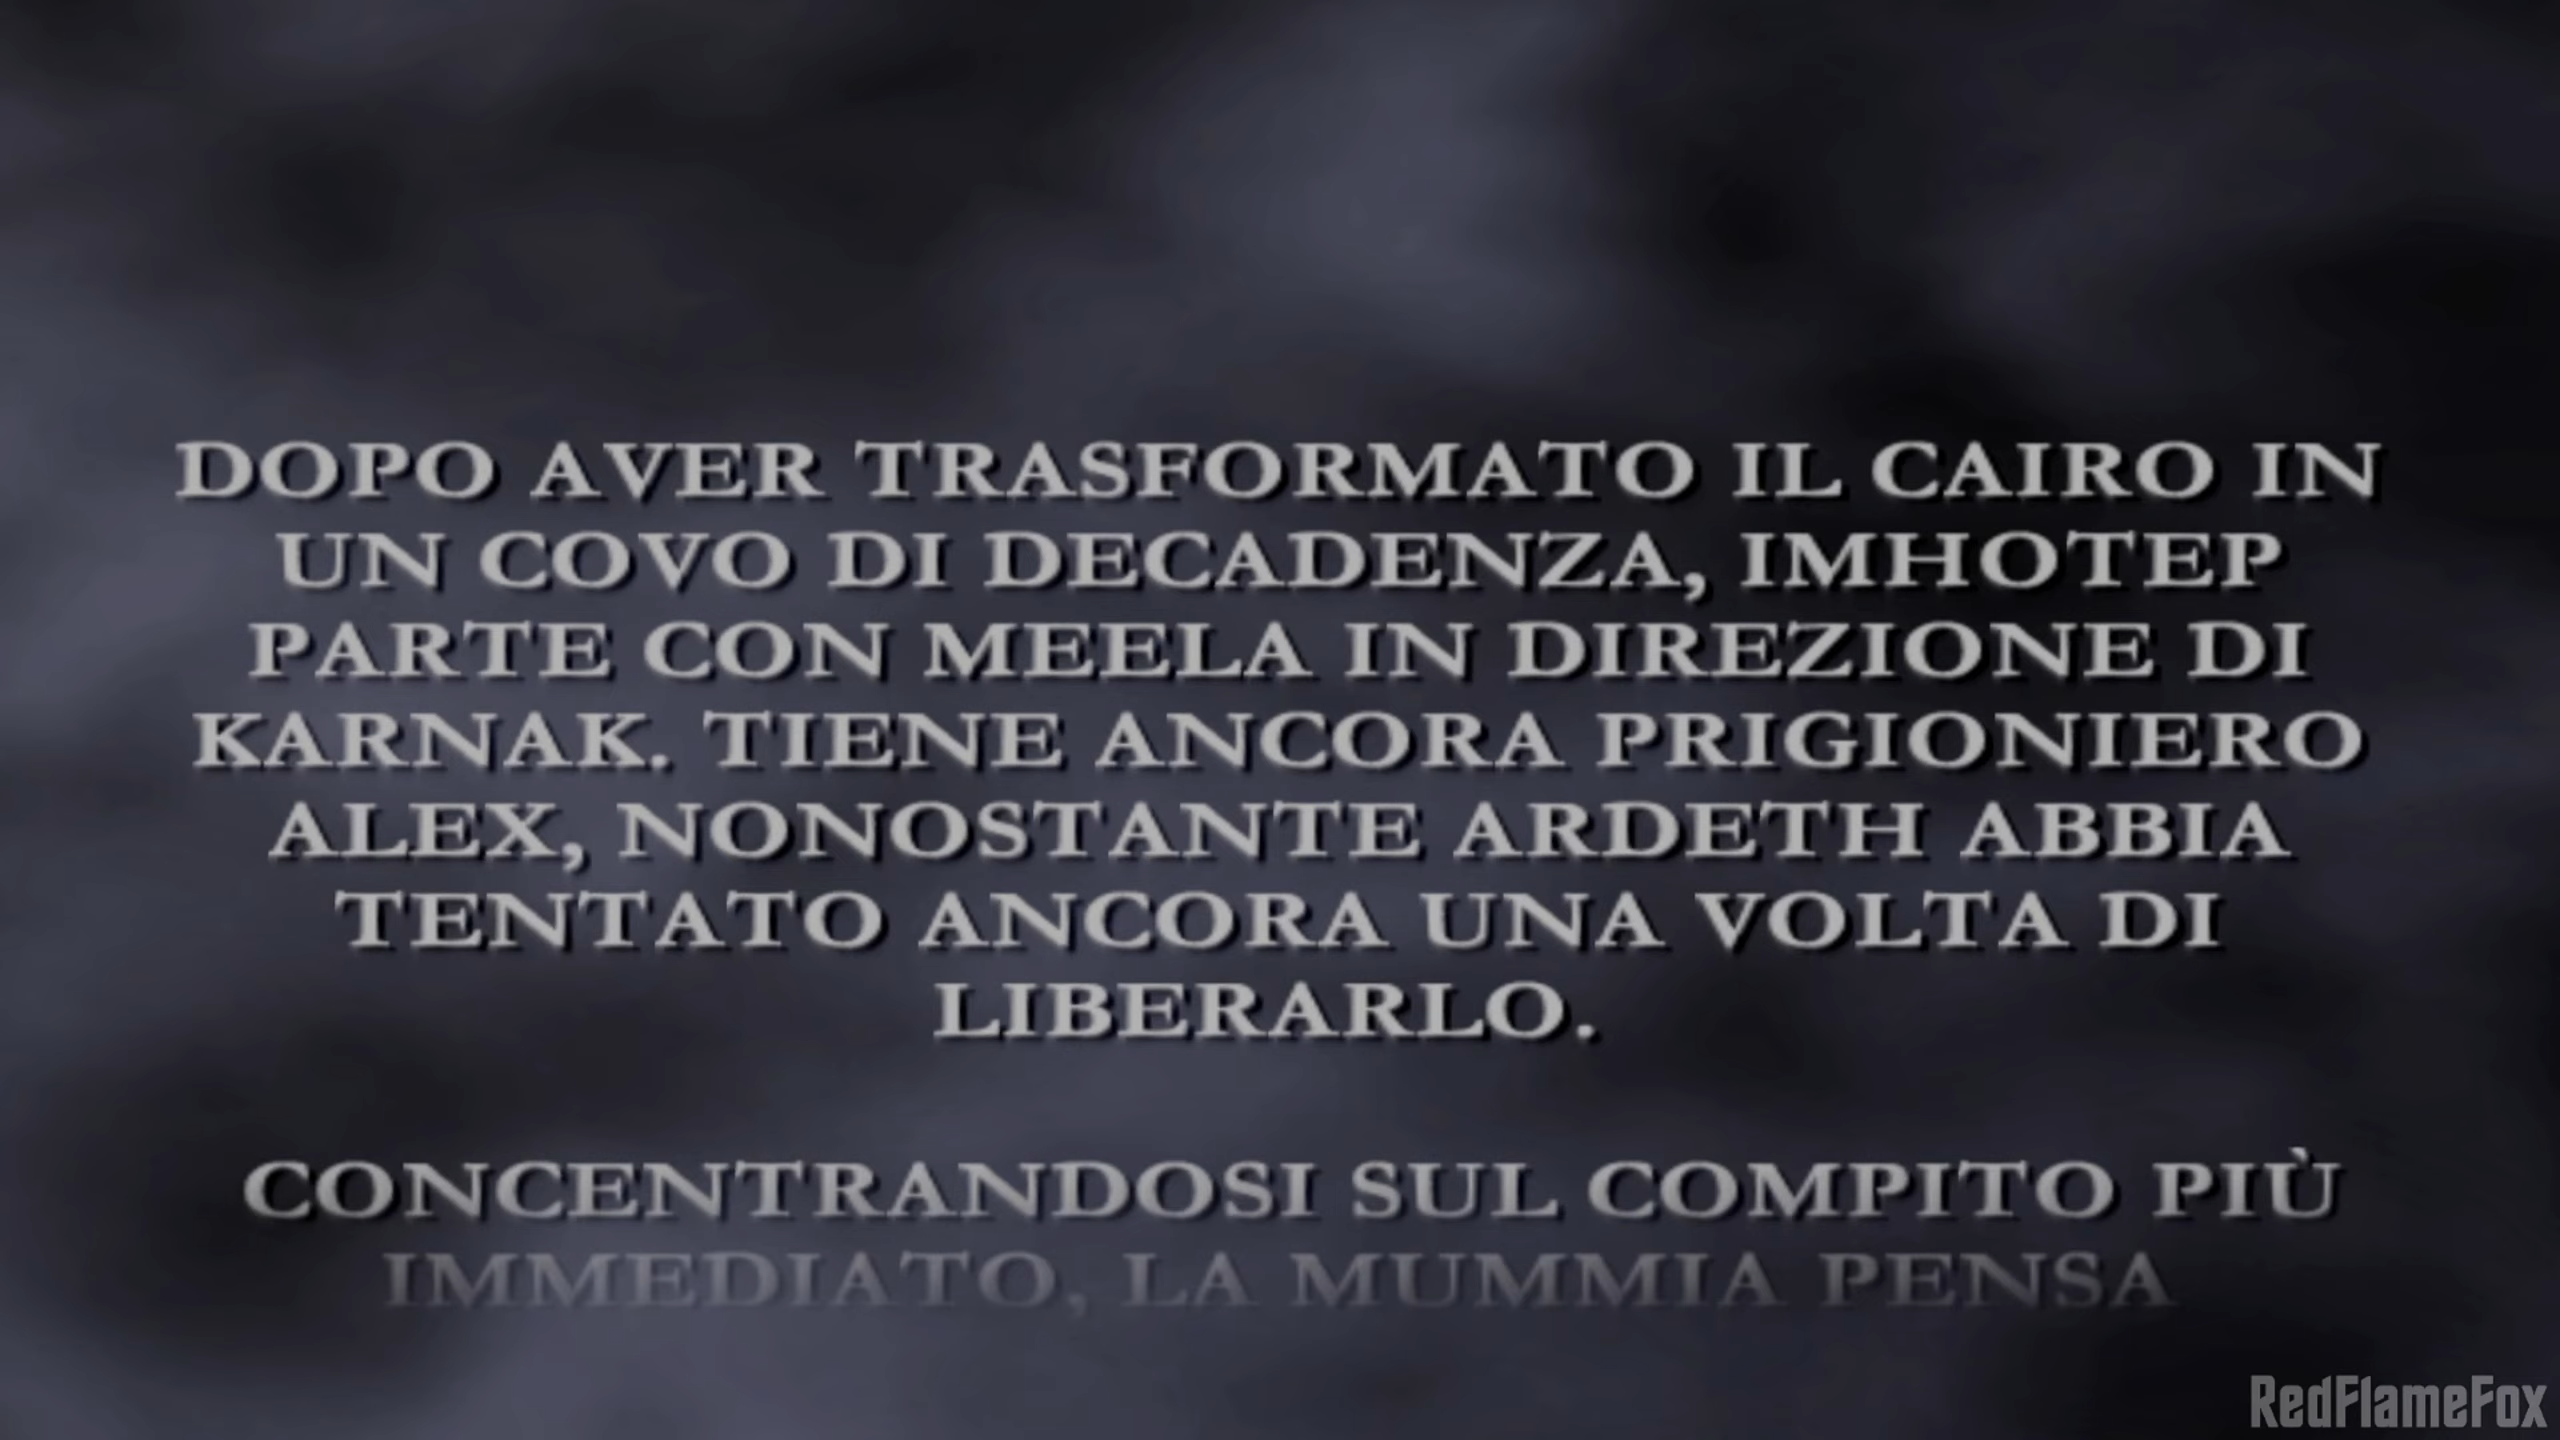 DOPO AVER TRASFORMATO IL CAIRO IN
UN COVO DI DECADENZA, IMHOTEP
PARTE CON MEELA IN DIREZIONE DI
KARNAK. TIENE ANCORA PRIGIONIERO
ALEX, NONOSTANTE ARDETH ABBIA
TENTATO ANCORA UNA VOLTA DI
LIBERARLO.
CONCENTRANDOSI SUL COMPITO PIÙ
IMMEDIATO, LA MUMMIA PENSA
RedFlameFox